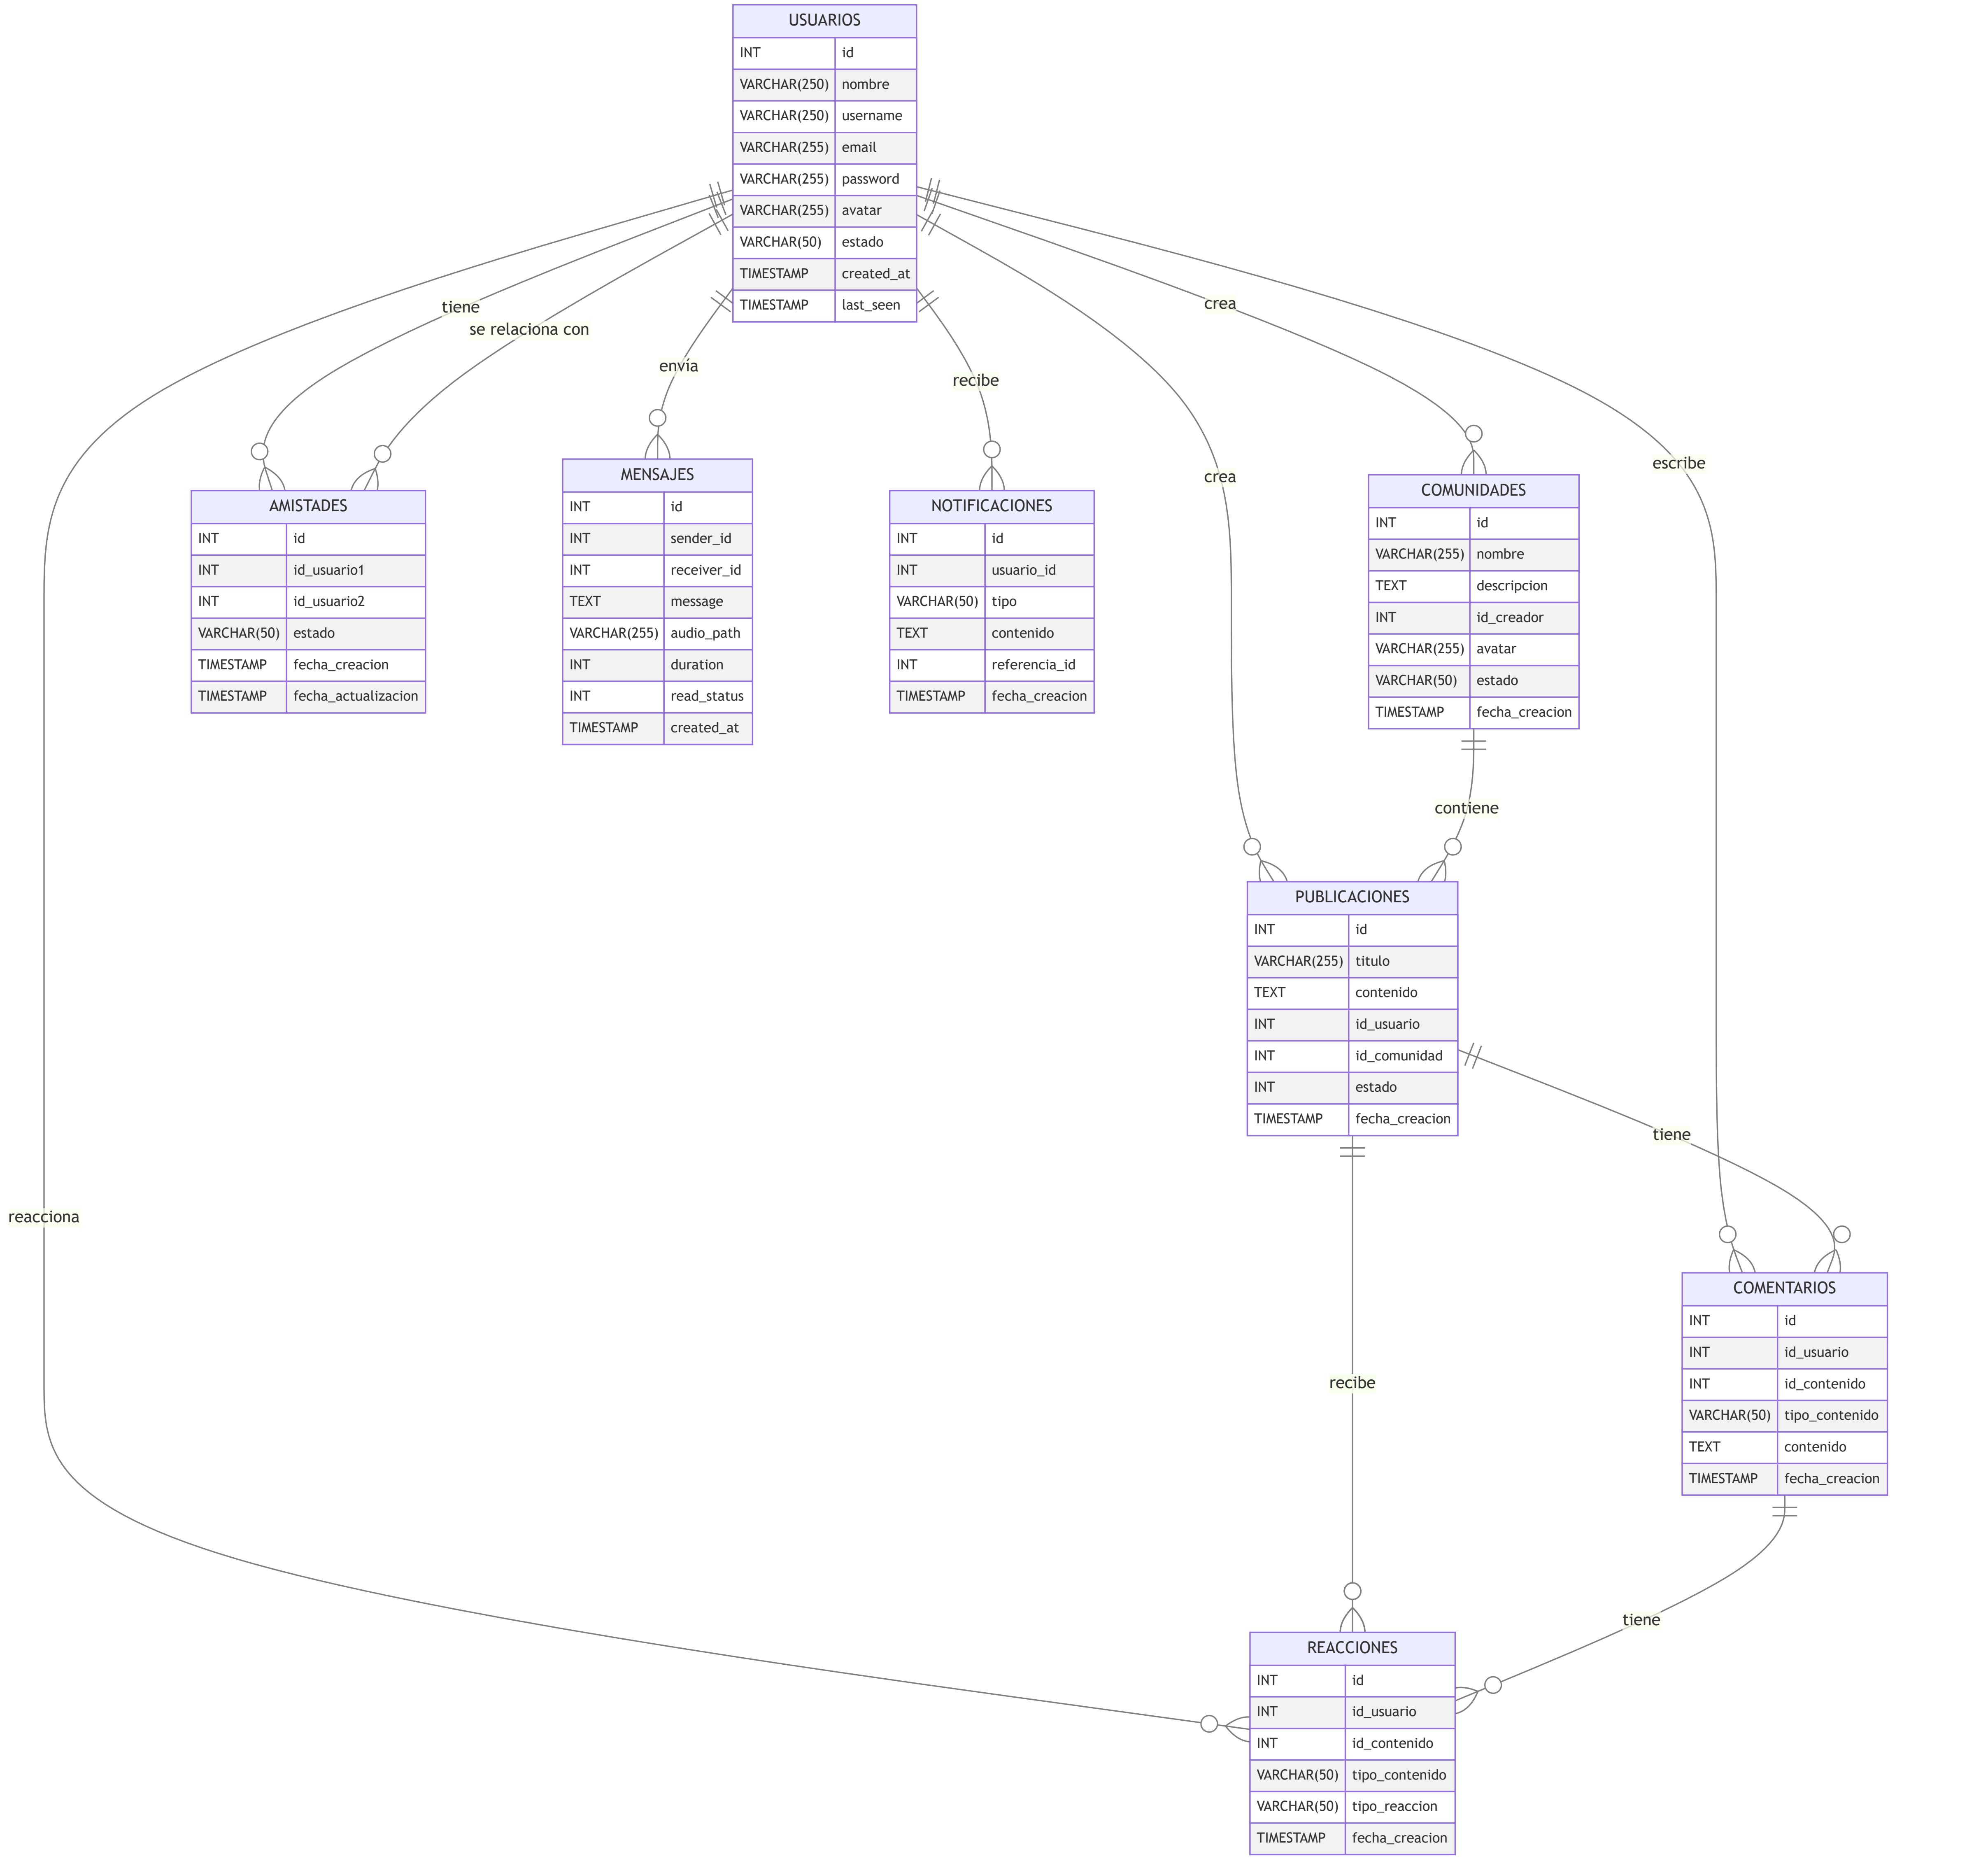 USUARIOS
INT id
VARCHAR(250) nombre
VARCHAR(250) username
VARCHAR(255) email
VARCHAR(255) password
VARCHAR(255) avatar
VARCHAR(50) estado
TIMESTAMP created_at
TIMESTAMP last_seen
tiene
se relaciona con
envía
recibe
crea
crea
escribe
AMISTADES
INT id
INT id_usuario1
INT id_usuario2
VARCHAR(50) estado
TIMESTAMP fecha_creacion
TIMESTAMP fecha_actualizacion
MENSAJES
INT id
INT sender_id
INT receiver_id
TEXT message
VARCHAR(255) audio_path
INT duration
INT read_status
TIMESTAMP created_at
NOTIFICACIONES
INT id
INT usuario_id
VARCHAR(50) tipo
TEXT contenido
INT referencia_id
TIMESTAMP fecha_creacion
COMUNIDADES
INT id
VARCHAR(255) nombre
TEXT descripcion
INT id_creador
VARCHAR(255) avatar
VARCHAR(50) estado
TIMESTAMP fecha_creacion
contiene
PUBLICACIONES
INT id
VARCHAR(255) titulo
TEXT contenido
INT id_usuario
INT id_comunidad
INT estado
TIMESTAMP fecha_creacion
tiene
reacciona
recibe
COMENTARIOS
INT id
INT id_usuario
INT id_contenido
VARCHAR(50) tipo_contenido
TEXT contenido
TIMESTAMP fecha_creacion
tiene
REACCIONES
INT id
INT id_usuario
INT id_contenido
VARCHAR(50) tipo_contenido
VARCHAR(50) tipo_reaccion
TIMESTAMP fecha_creacion